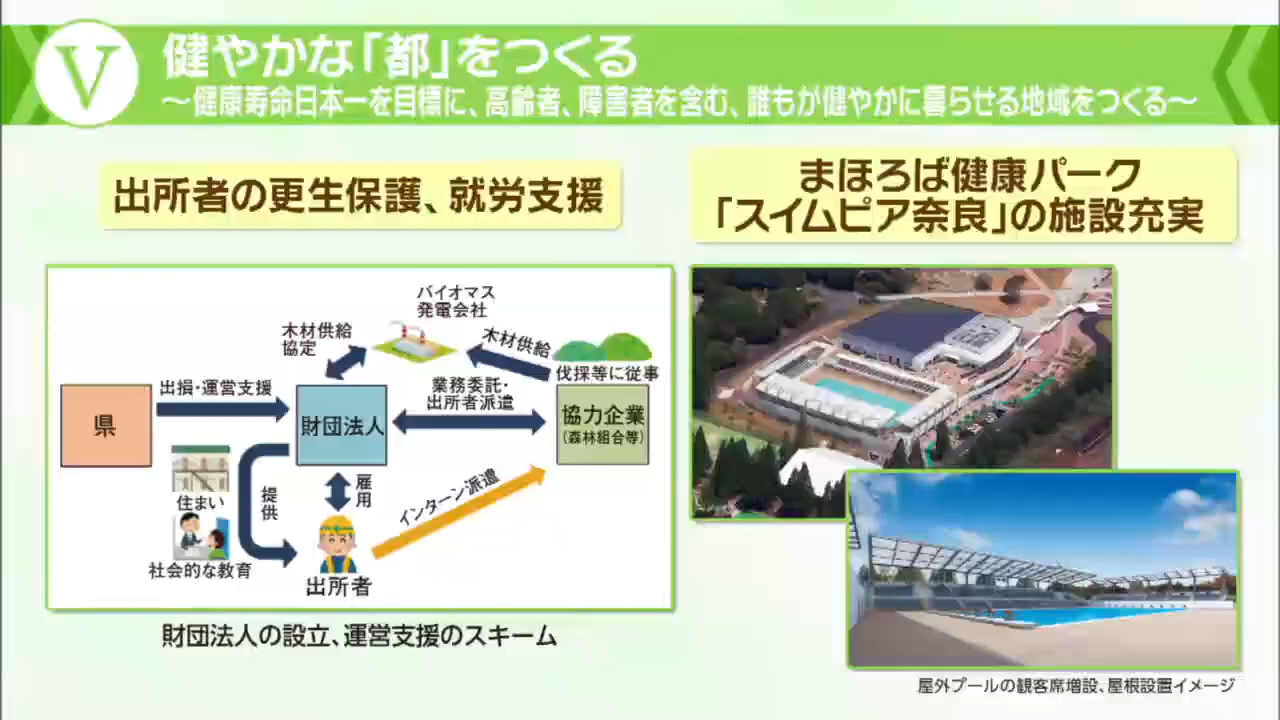 V
健やかな「都」をつくる
～健康寿命日本一を目標に、高齢者、障害者を含む、誰もが健やかに暮らせる地域をつくる～
出所者の更生保護、就労支援
バイオマス
発電会社
木材供給
協定
木材供給
伐採等に従事
出損・運営支援
業務委託・
出所者派遣
県
財団法人
協力企業
（森林組合等）
住まい
提供
雇用
インターン派遣
社会的な教育
出所者
財団法人の設立、運営支援のスキーム
まほろば健康パーク
「スイムピア奈良」の施設充実
屋外プールの観客席増設、屋根設置イメージ